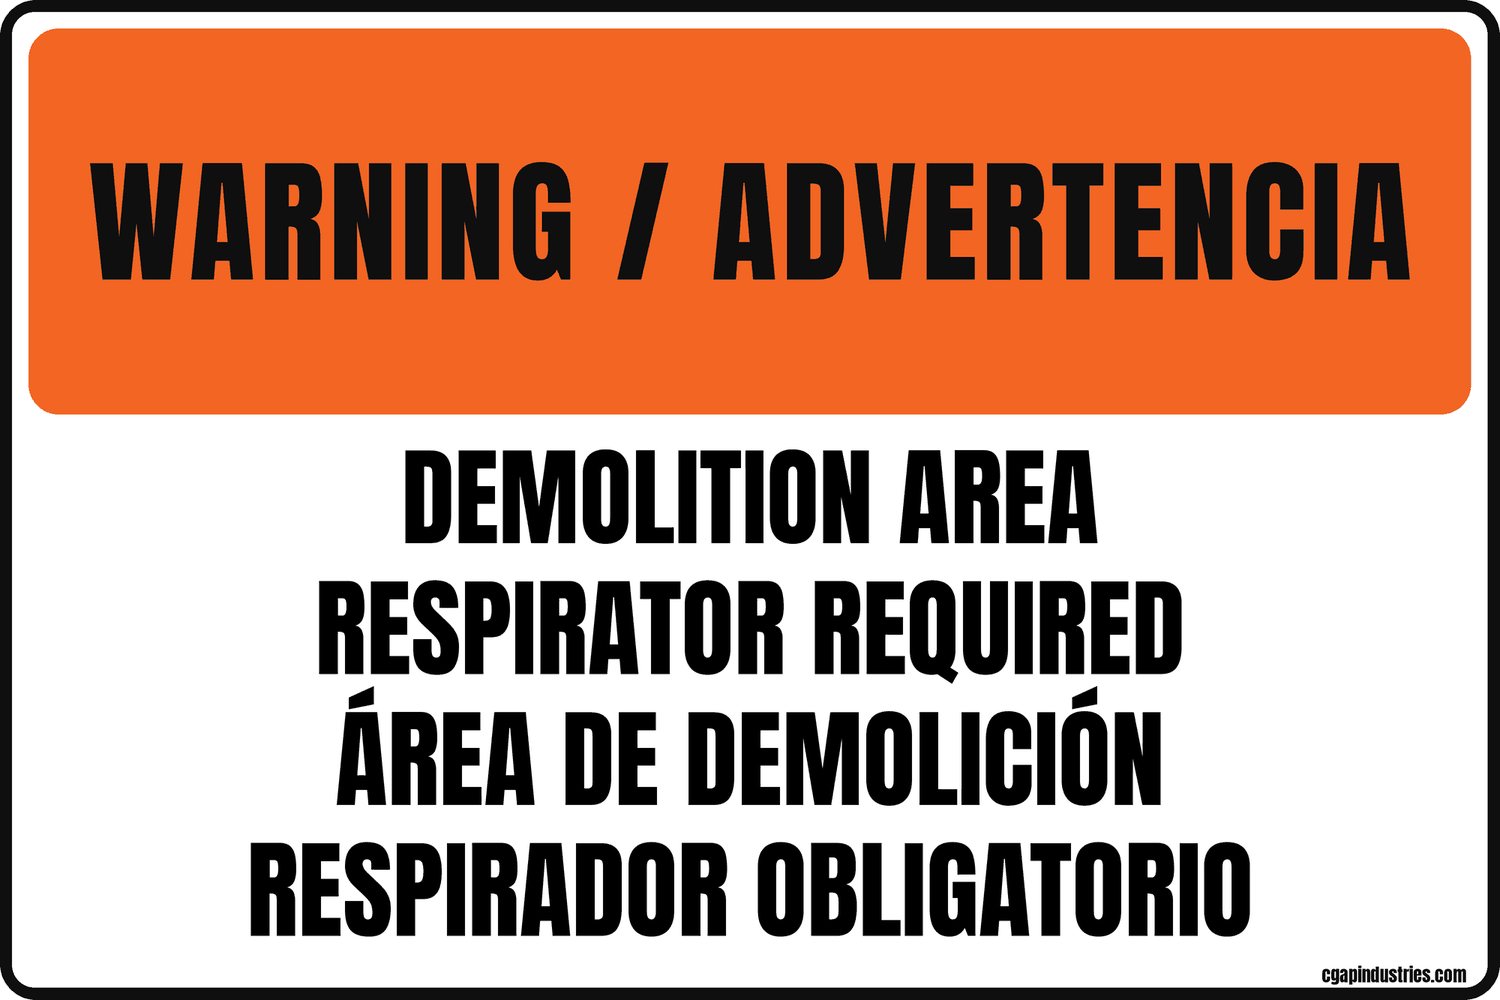 WARNING / ADVERTENCIA
DEMOLITION AREA
RESPIRATOR REQUIRED
ÁREA DE DEMOLICIÓN
RESPIRADOR OBLIGATORIO
cgapindustries.com